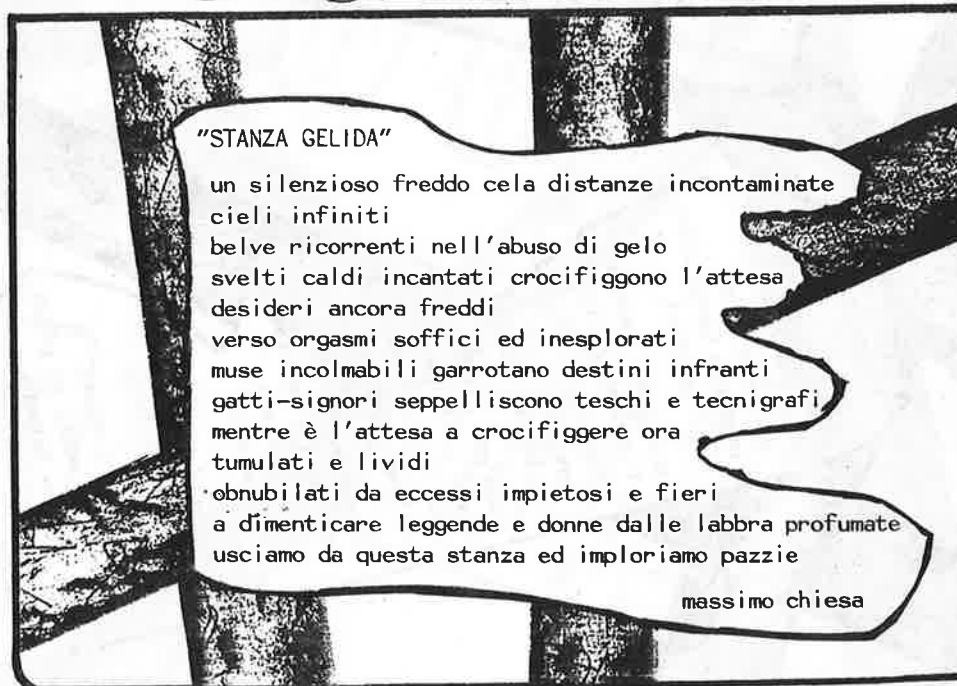 "STANZA GELIDA"
un silenzioso freddo cela distanze incontaminate
cieli infiniti
belve ricorrenti nell'abuso di gelo
svelti caldi incantati crocifiggono l'attesa
desideri ancora freddi
verso orgasmi soffici ed inesplorati
muse incolmabili garrotano destini infranti
gatti-signori seppelliscono teschi e tecnigrafi
mentre è l'attesa a crocifiggere ora
tumulati e lividi
obnubilati da eccessi impietosi e fieri
a dimenticare leggende e donne dalle labbra profumate
usciamo da questa stanza ed imploriamo pazzie
massimo chiesa